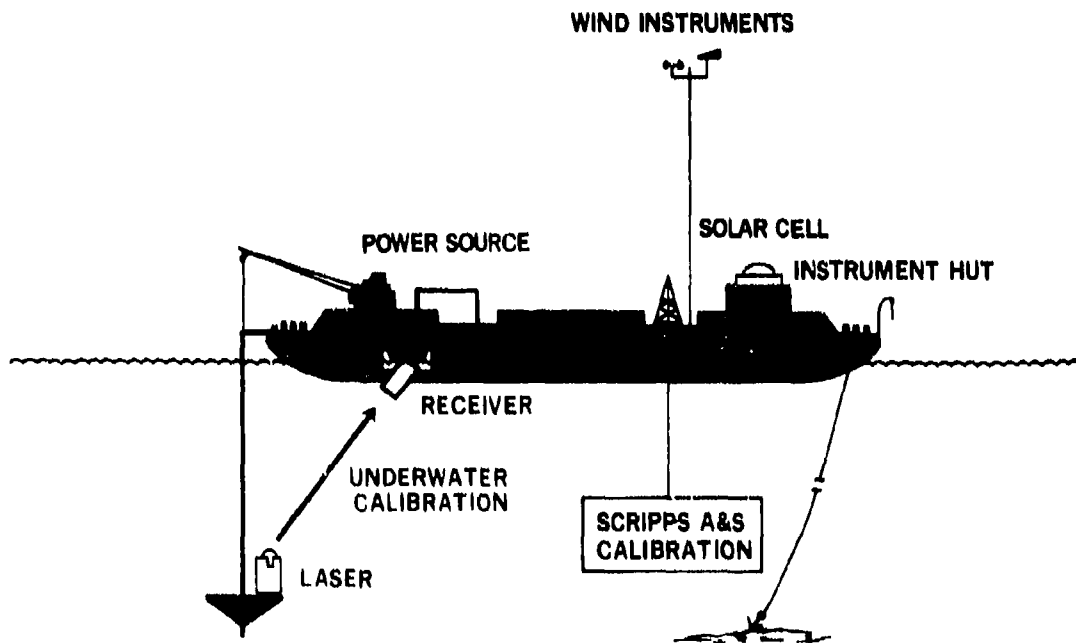 WIND INSTRUMENTS
SOLAR CELL
POWER SOURCE
INSTRUMENT HUT
RECEIVER
UNDERWATER
CALIBRATION
SCRIPPS A&S
CALIBRATION
LASER